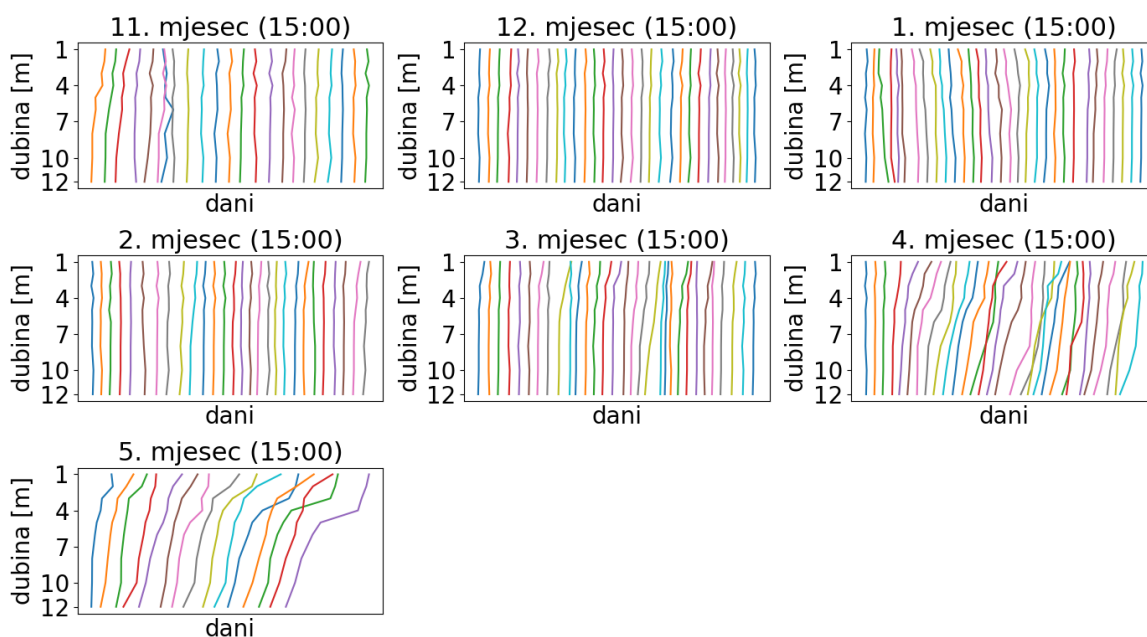 11. mjesec (15:00)
12. mjesec (15:00)
1. mjesec (15:00)
dubina [m]
1
4
7
10
12
dani
dubina [m]
1
4
7
10
12
dani
dubina [m]
1
4
7
10
12
dani
2. mjesec (15:00)
3. mjesec (15:00)
4. mjesec (15:00)
dubina [m]
1
4
7
10
12
dani
dubina [m]
1
4
7
10
12
dani
dubina [m]
1
4
7
10
12
dani
5. mjesec (15:00)
dubina [m]
1
4
7
10
12
dani